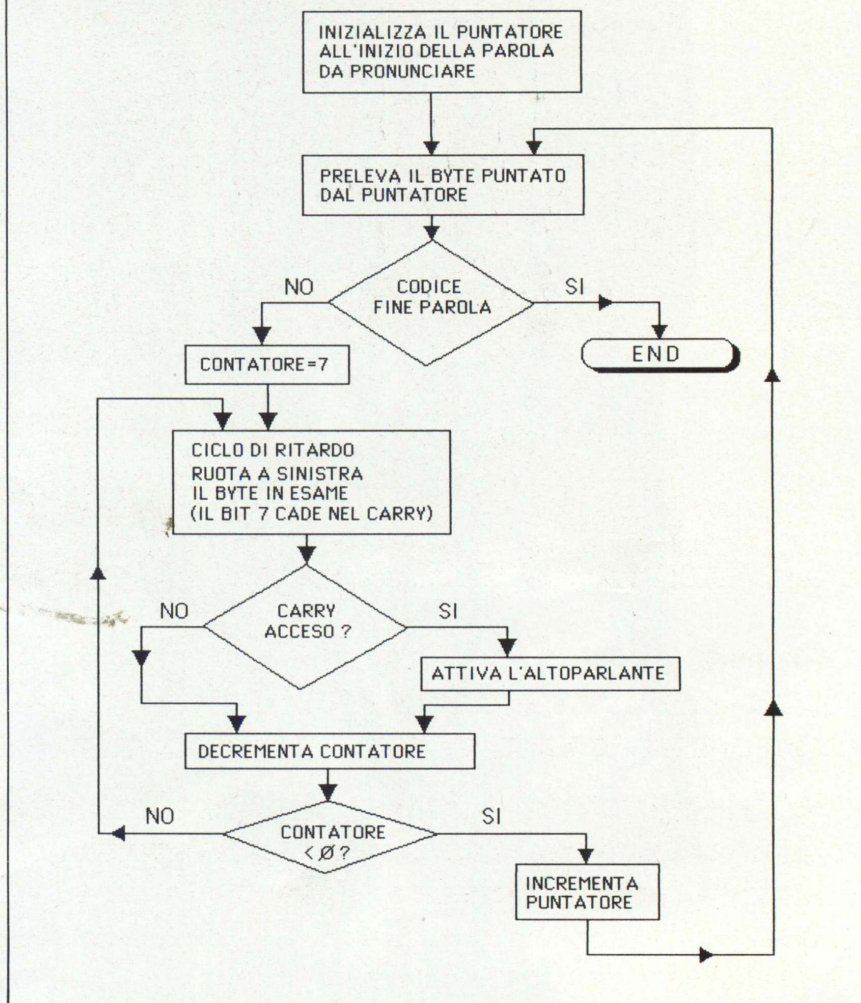 INIZIALIZZA IL PUNTATORE
ALL'INIZIO DELLA PAROLA
DA PRONUNCIARE
PRELEVA IL BYTE PUNTATO
DAL PUNTATORE
NO
CODICE
FINE PAROLA
SI
END
CONTATORE=7
CICLO DI RITARDO
RUOTA A SINISTRA
IL BYTE IN ESAME
(IL BIT 7 CADE NEL CARRY)
NO
CARRY
ACCESO ?
SI
ATTIVA L'ALTOPARLANTE
DECREMENTA CONTATORE
NO
CONTATORE
< Ø ?
SI
INCREMENTA
PUNTATORE